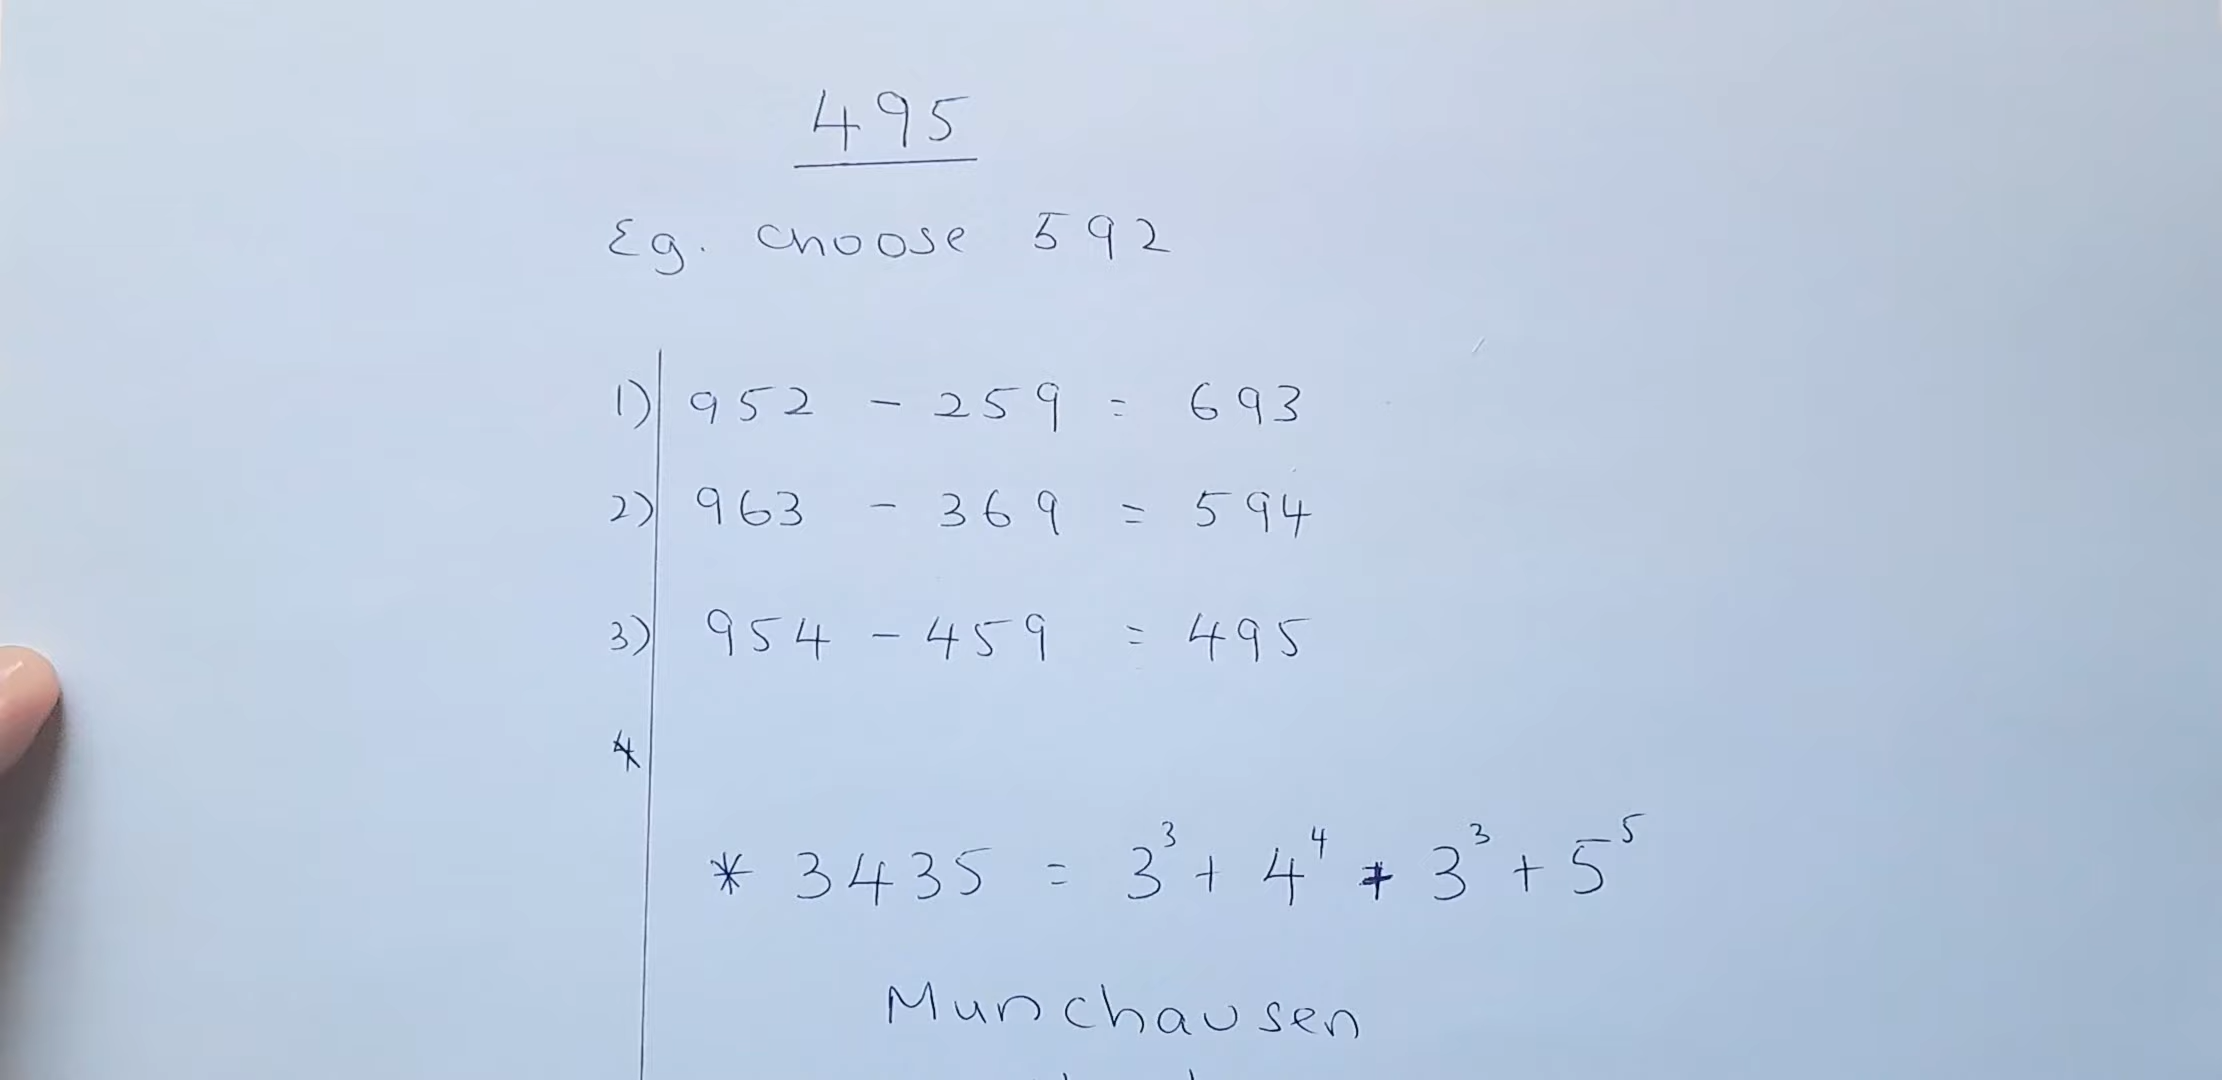 495
Eg. choose 592
1) 952 - 259 = 693
2) 963 - 369 = 594
3) 954 - 459 = 495
4
* 3435 = 3³ + 4⁴ + 3³ + 5⁵
Munchausen